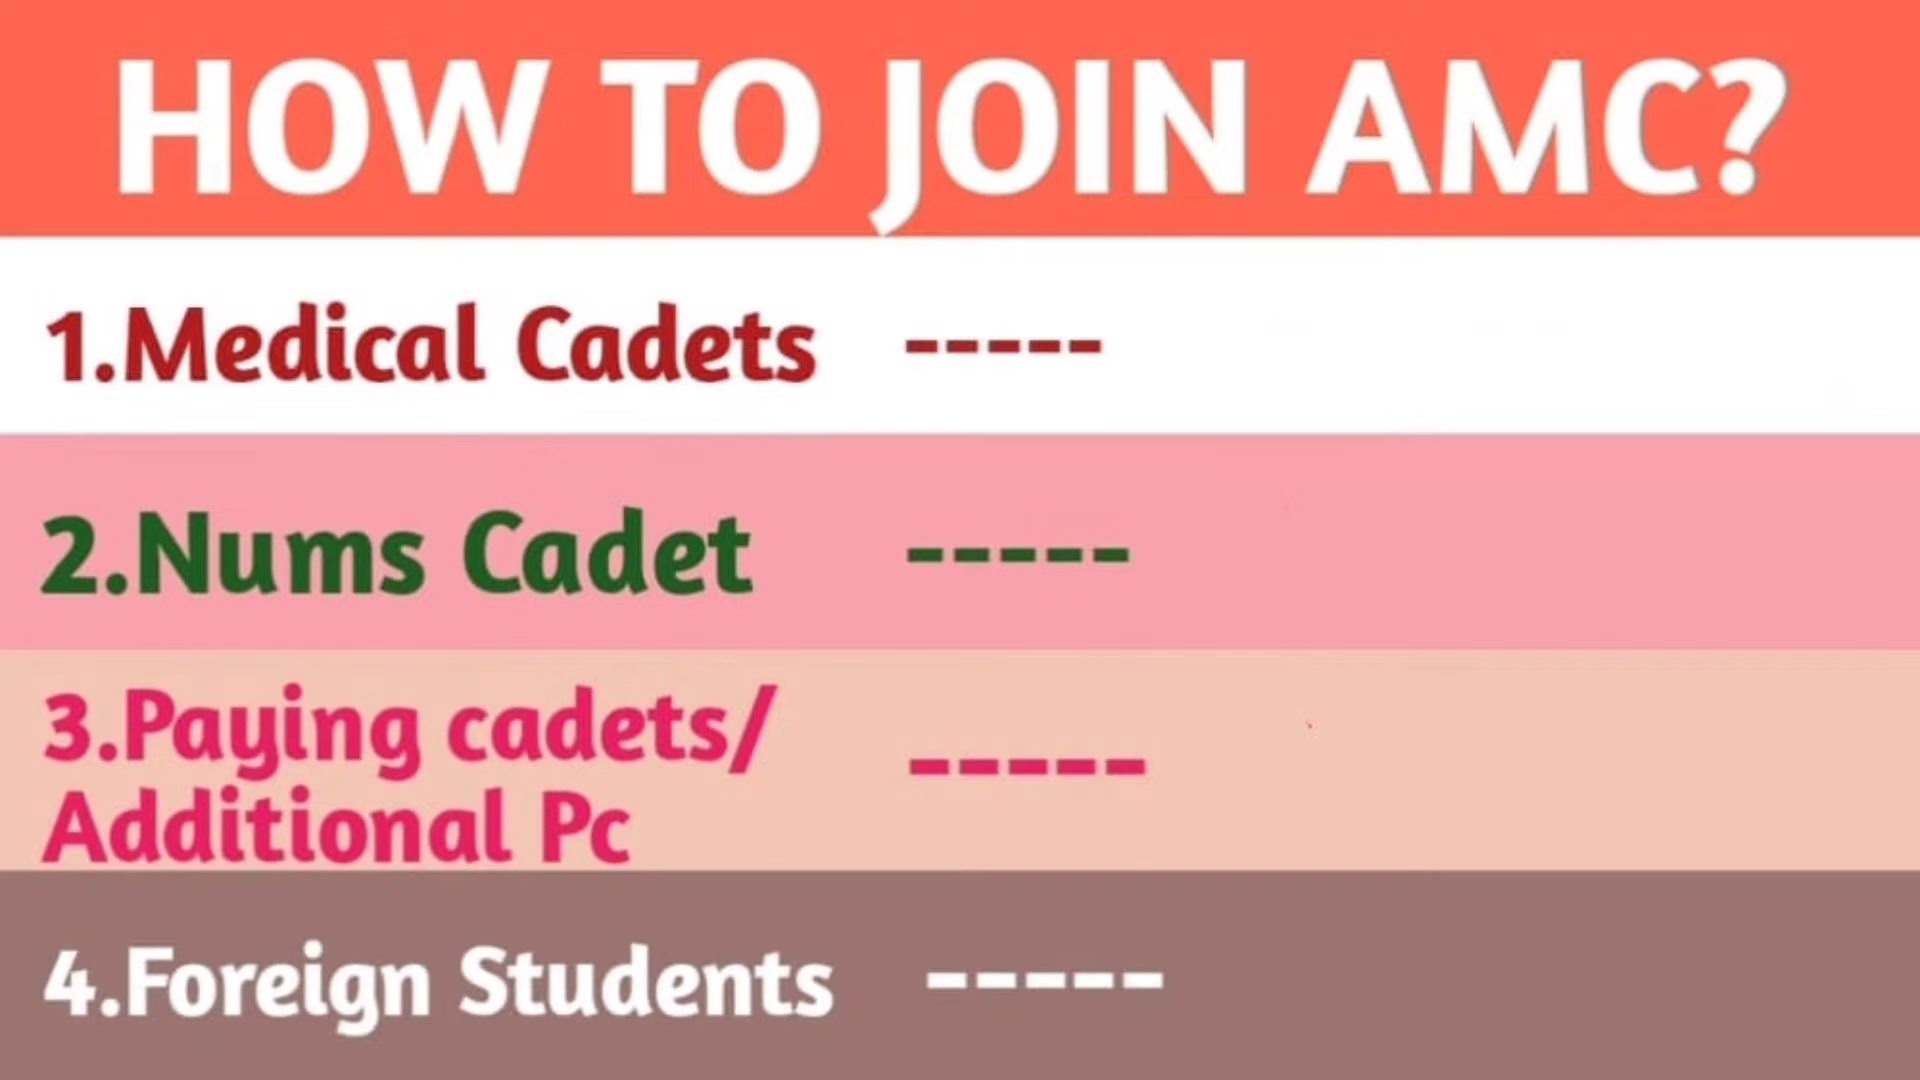 HOW TO JOIN AMC?
1.Medical Cadets -----
2.Nums Cadet -----
3.Paying cadets/ -----
Additional Pc
4.Foreign Students -----